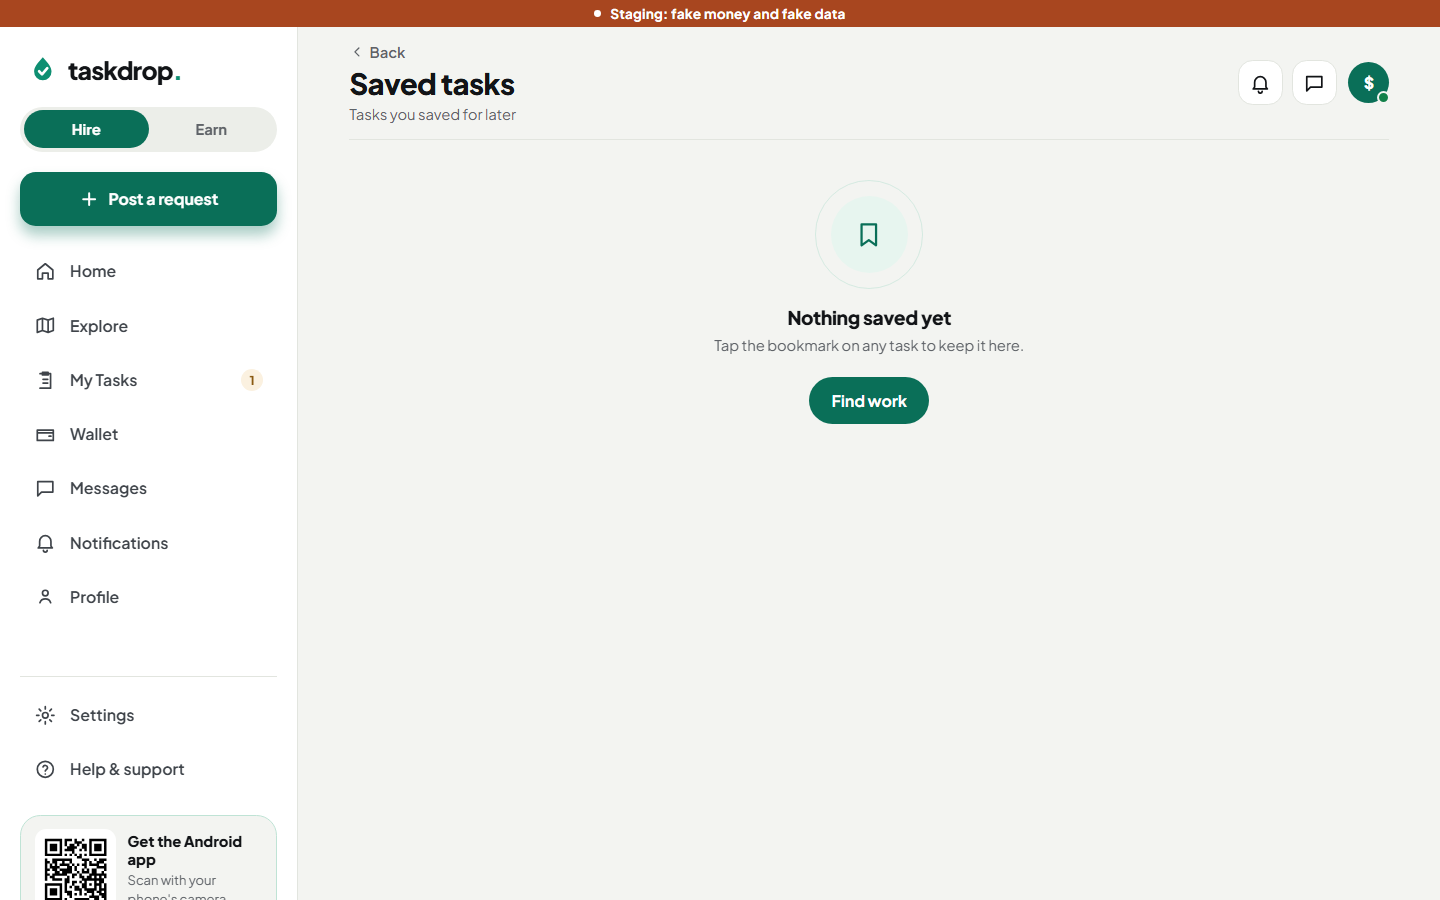 Staging: fake money and fake data
taskdrop.
Hire
Earn
Post a request
Home
Explore
My Tasks
1
Wallet
Messages
Notifications
Profile
Settings
Help & support
Get the Android
app
Scan with your
phone's camera
Back
Saved tasks
Tasks you saved for later
$
Nothing saved yet
Tap the bookmark on any task to keep it here.
Find work